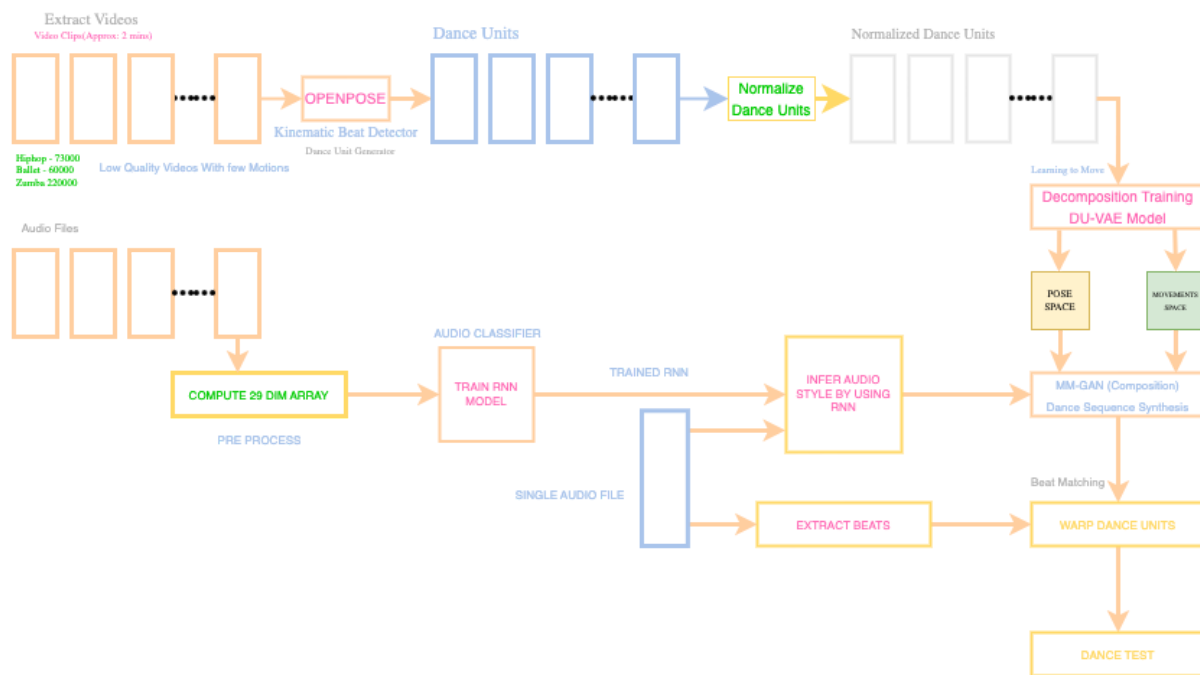 Extract Videos
Video Clips(Approx: 2 mins)
Dance Units
Normalized Dance Units
OPENPOSE
Normalize
Dance Units
Kinematic Beat Detector
Dance Unit Generator
Hiphop - 73000
Ballet - 60000
Zamba 220000
Low Quality Videos With few Motions
Learning to Move
Decomposition Training
DU-VAE Model
Audio Files
POSE
SPACE
MOVEMENTS
SPACE
AUDIO CLASSIFIER
COMPUTE 29 DIM ARRAY
PRE PROCESS
TRAIN RNN
MODEL
TRAINED RNN
INFER AUDIO
STYLE BY USING
RNN
MM-GAN (Composition)
Dance Sequence Synthesis
SINGLE AUDIO FILE
Beat Matching
EXTRACT BEATS
WARP DANCE UNITS
DANCE TEST